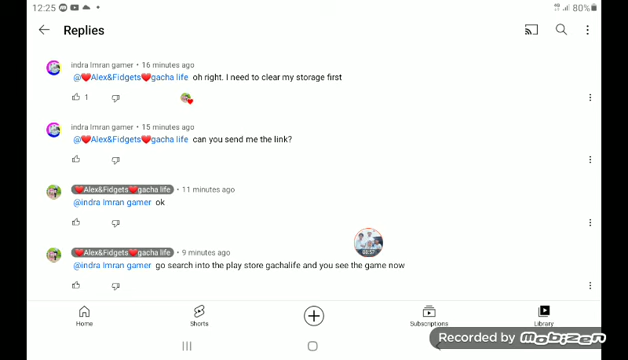 12:25 80%
Replies
indra Imran gamer • 16 minutes ago
@❤️Alex&Fidgets❤️gacha life oh right. I need to clear my storage first
1
indra Imran gamer • 15 minutes ago
@❤️Alex&Fidgets❤️gacha life can you send me the link?
❤️Alex&Fidgets❤️gacha life • 11 minutes ago
@indra Imran gamer ok
❤️Alex&Fidgets❤️gacha life • 9 minutes ago
@indra Imran gamer go search into the play store gachalife and you see the game now
Home Shorts Subscriptions Library
Recorded by Mobizen